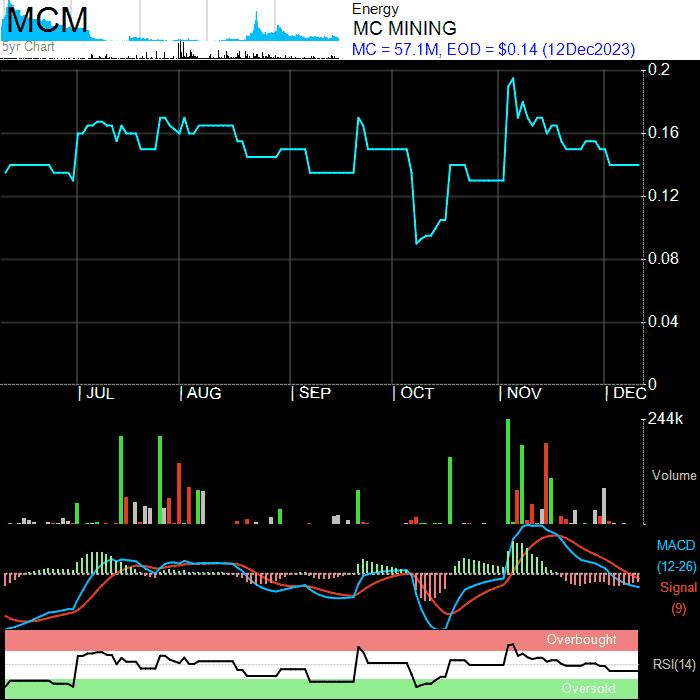 MCM
5yr Chart
Energy
MC MINING
MC = 57.1M, EOD = $0.14 (12Dec2023)
0.2
0.16
0.12
0.08
0.04
0
JUL AUG SEP OCT NOV DEC
244k
Volume
MACD
(12-26)
Signal
(9)
Overbought
RSI(14)
Oversold